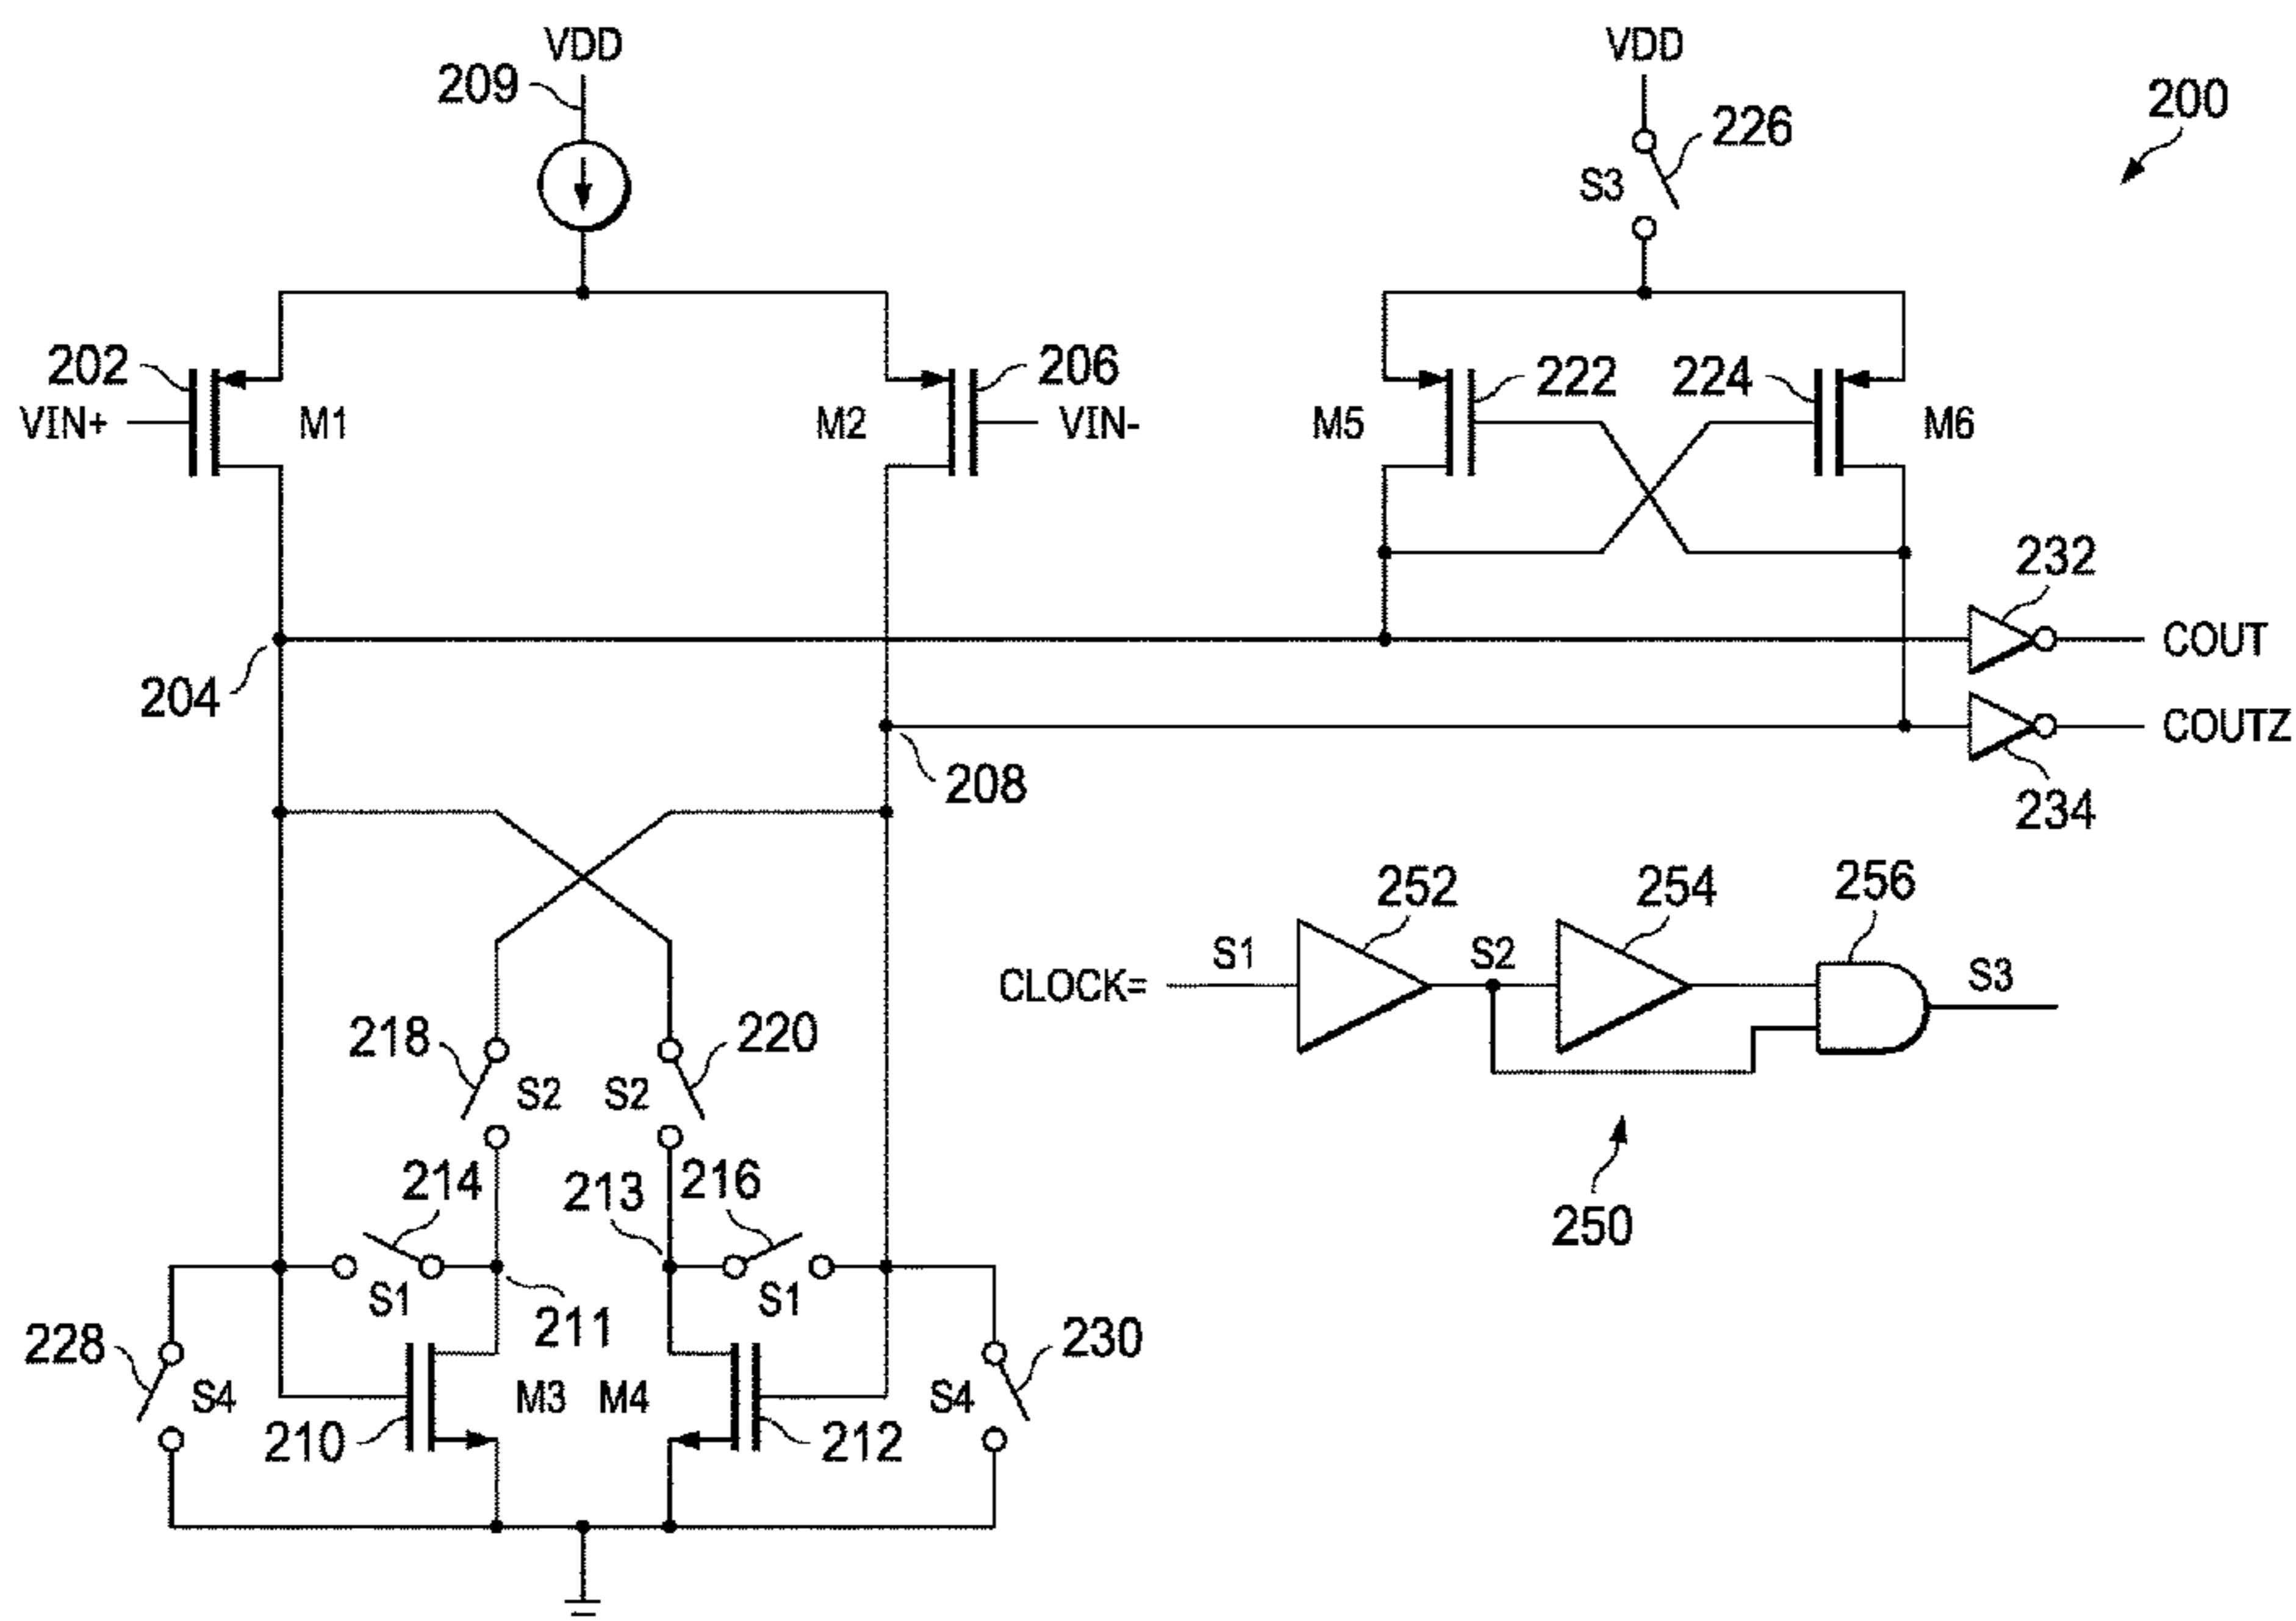 VDD
209
VDD
226
200
S3
202
206
222
224
VIN+
M1
M2
VIN-
M5
M6
232
204
COUT
208
COUTZ
234
252
254
256
CLOCK=
S1
S2
S3
218
220
S2
S2
214
213
216
250
S1
211
S1
228
230
S4
M3
M4
S4
210
212